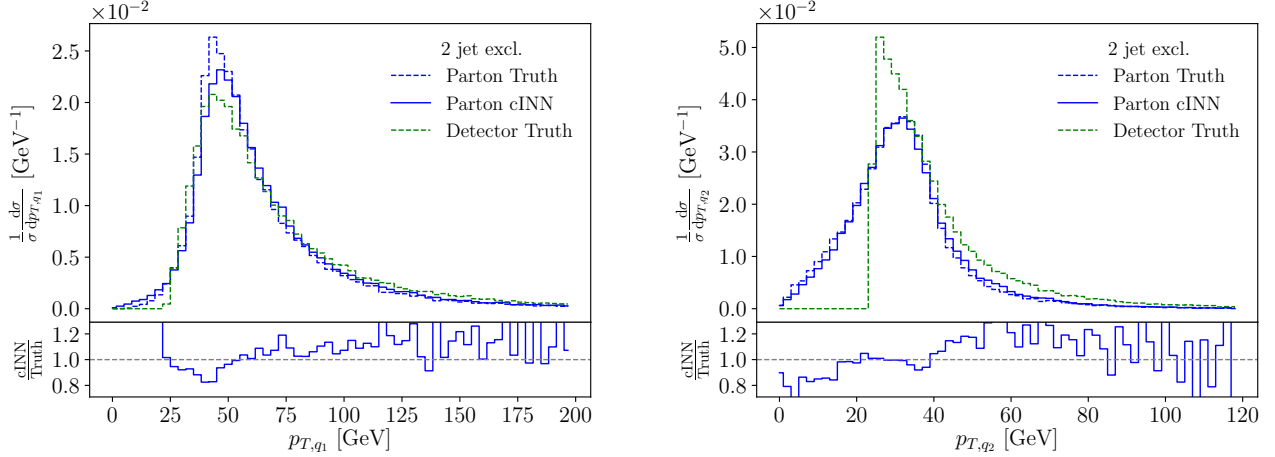 ×10−2
2 jet excl.
Parton Truth
Parton cINN
Detector Truth
2.5
2.0
1.5
1.0
0.5
0.0
1/σ dσ/dpT,q1 [GeV−1]
1.2
1.0
0.8
cINN/Truth
0 25 50 75 100 125 150 175 200
pT,q1 [GeV]
×10−2
2 jet excl.
Parton Truth
Parton cINN
Detector Truth
5.0
4.0
3.0
2.0
1.0
0.0
1/σ dσ/dpT,q2 [GeV−1]
1.2
1.0
0.8
cINN/Truth
0 20 40 60 80 100 120
pT,q2 [GeV]